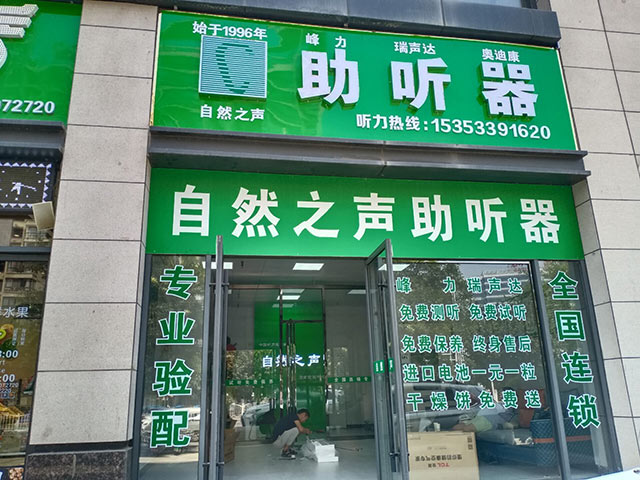 始于1996年
峰力 瑞声达 奥迪康
助听器
自然之声
听力热线:15353391620
072720
自然之声助听器
专业验配
峰 力 瑞声达
免费测听 免费试听
免费保养 终身售后
进口电池一元一粒
干燥饼免费送
全国连锁
自然之声
水果
TCL